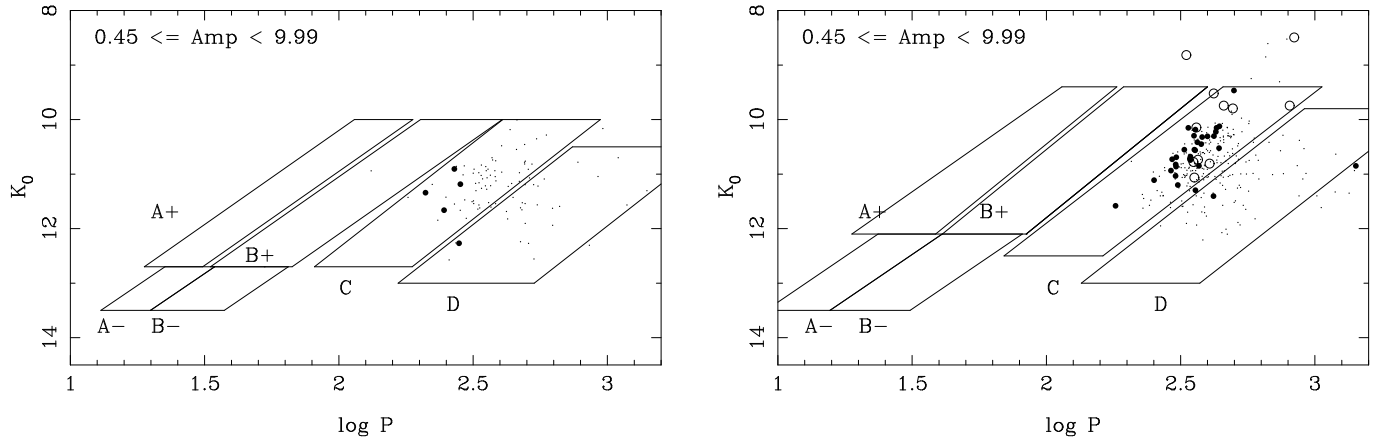 0.45 <= Amp < 9.99
8
10
12
14
K0
A+
B+
A− B−
C
D
1 1.5 2 2.5 3
log P
0.45 <= Amp < 9.99
8
10
12
14
K0
A+
B+
A− B−
C
D
1 1.5 2 2.5 3
log P